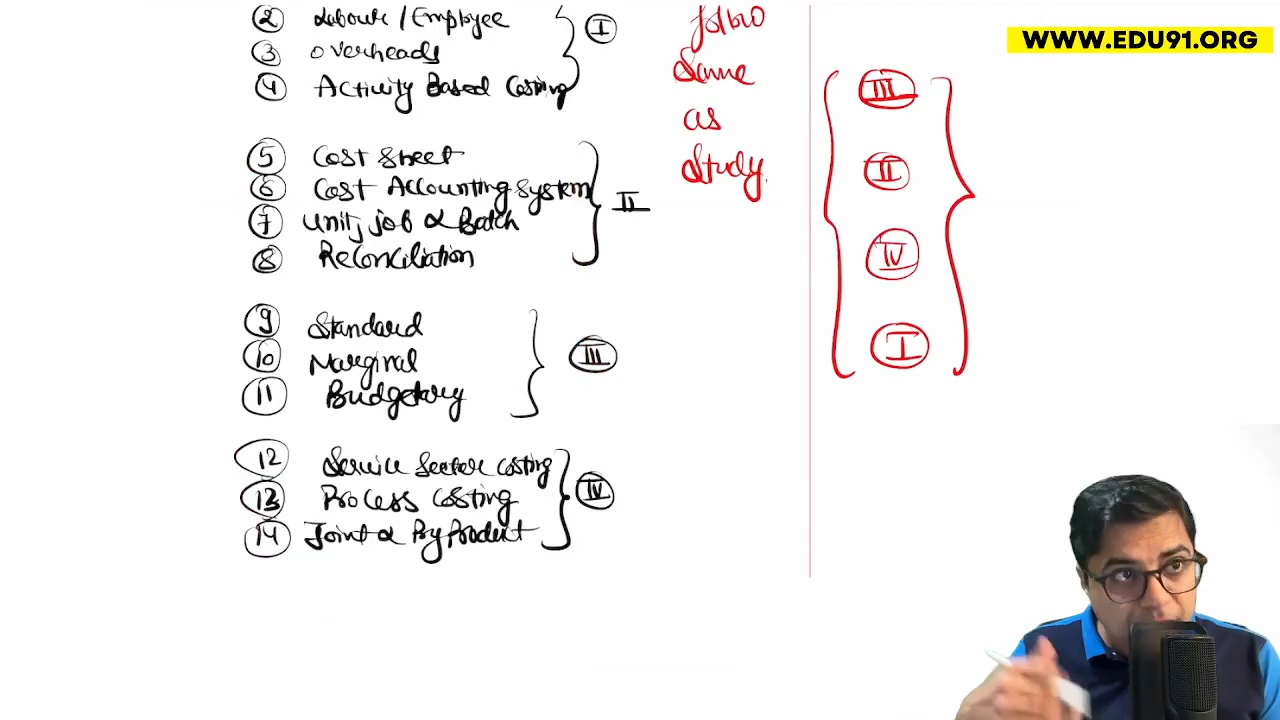 ② Labour / Employee
③ overheads
④ Activity Based Costing
I
⑤ Cost sheet
⑥ Cost Accounting System
⑦ Unit, job & Batch
⑧ Reconciliation
II
⑨ Standard
⑩ Marginal
⑪ Budgetary
III
⑫ Service Sector Costing
⑬ Process Costing
⑭ Joint & By Product
IV
Same
as
Study.
WWW.EDU91.ORG
III
II
IV
I